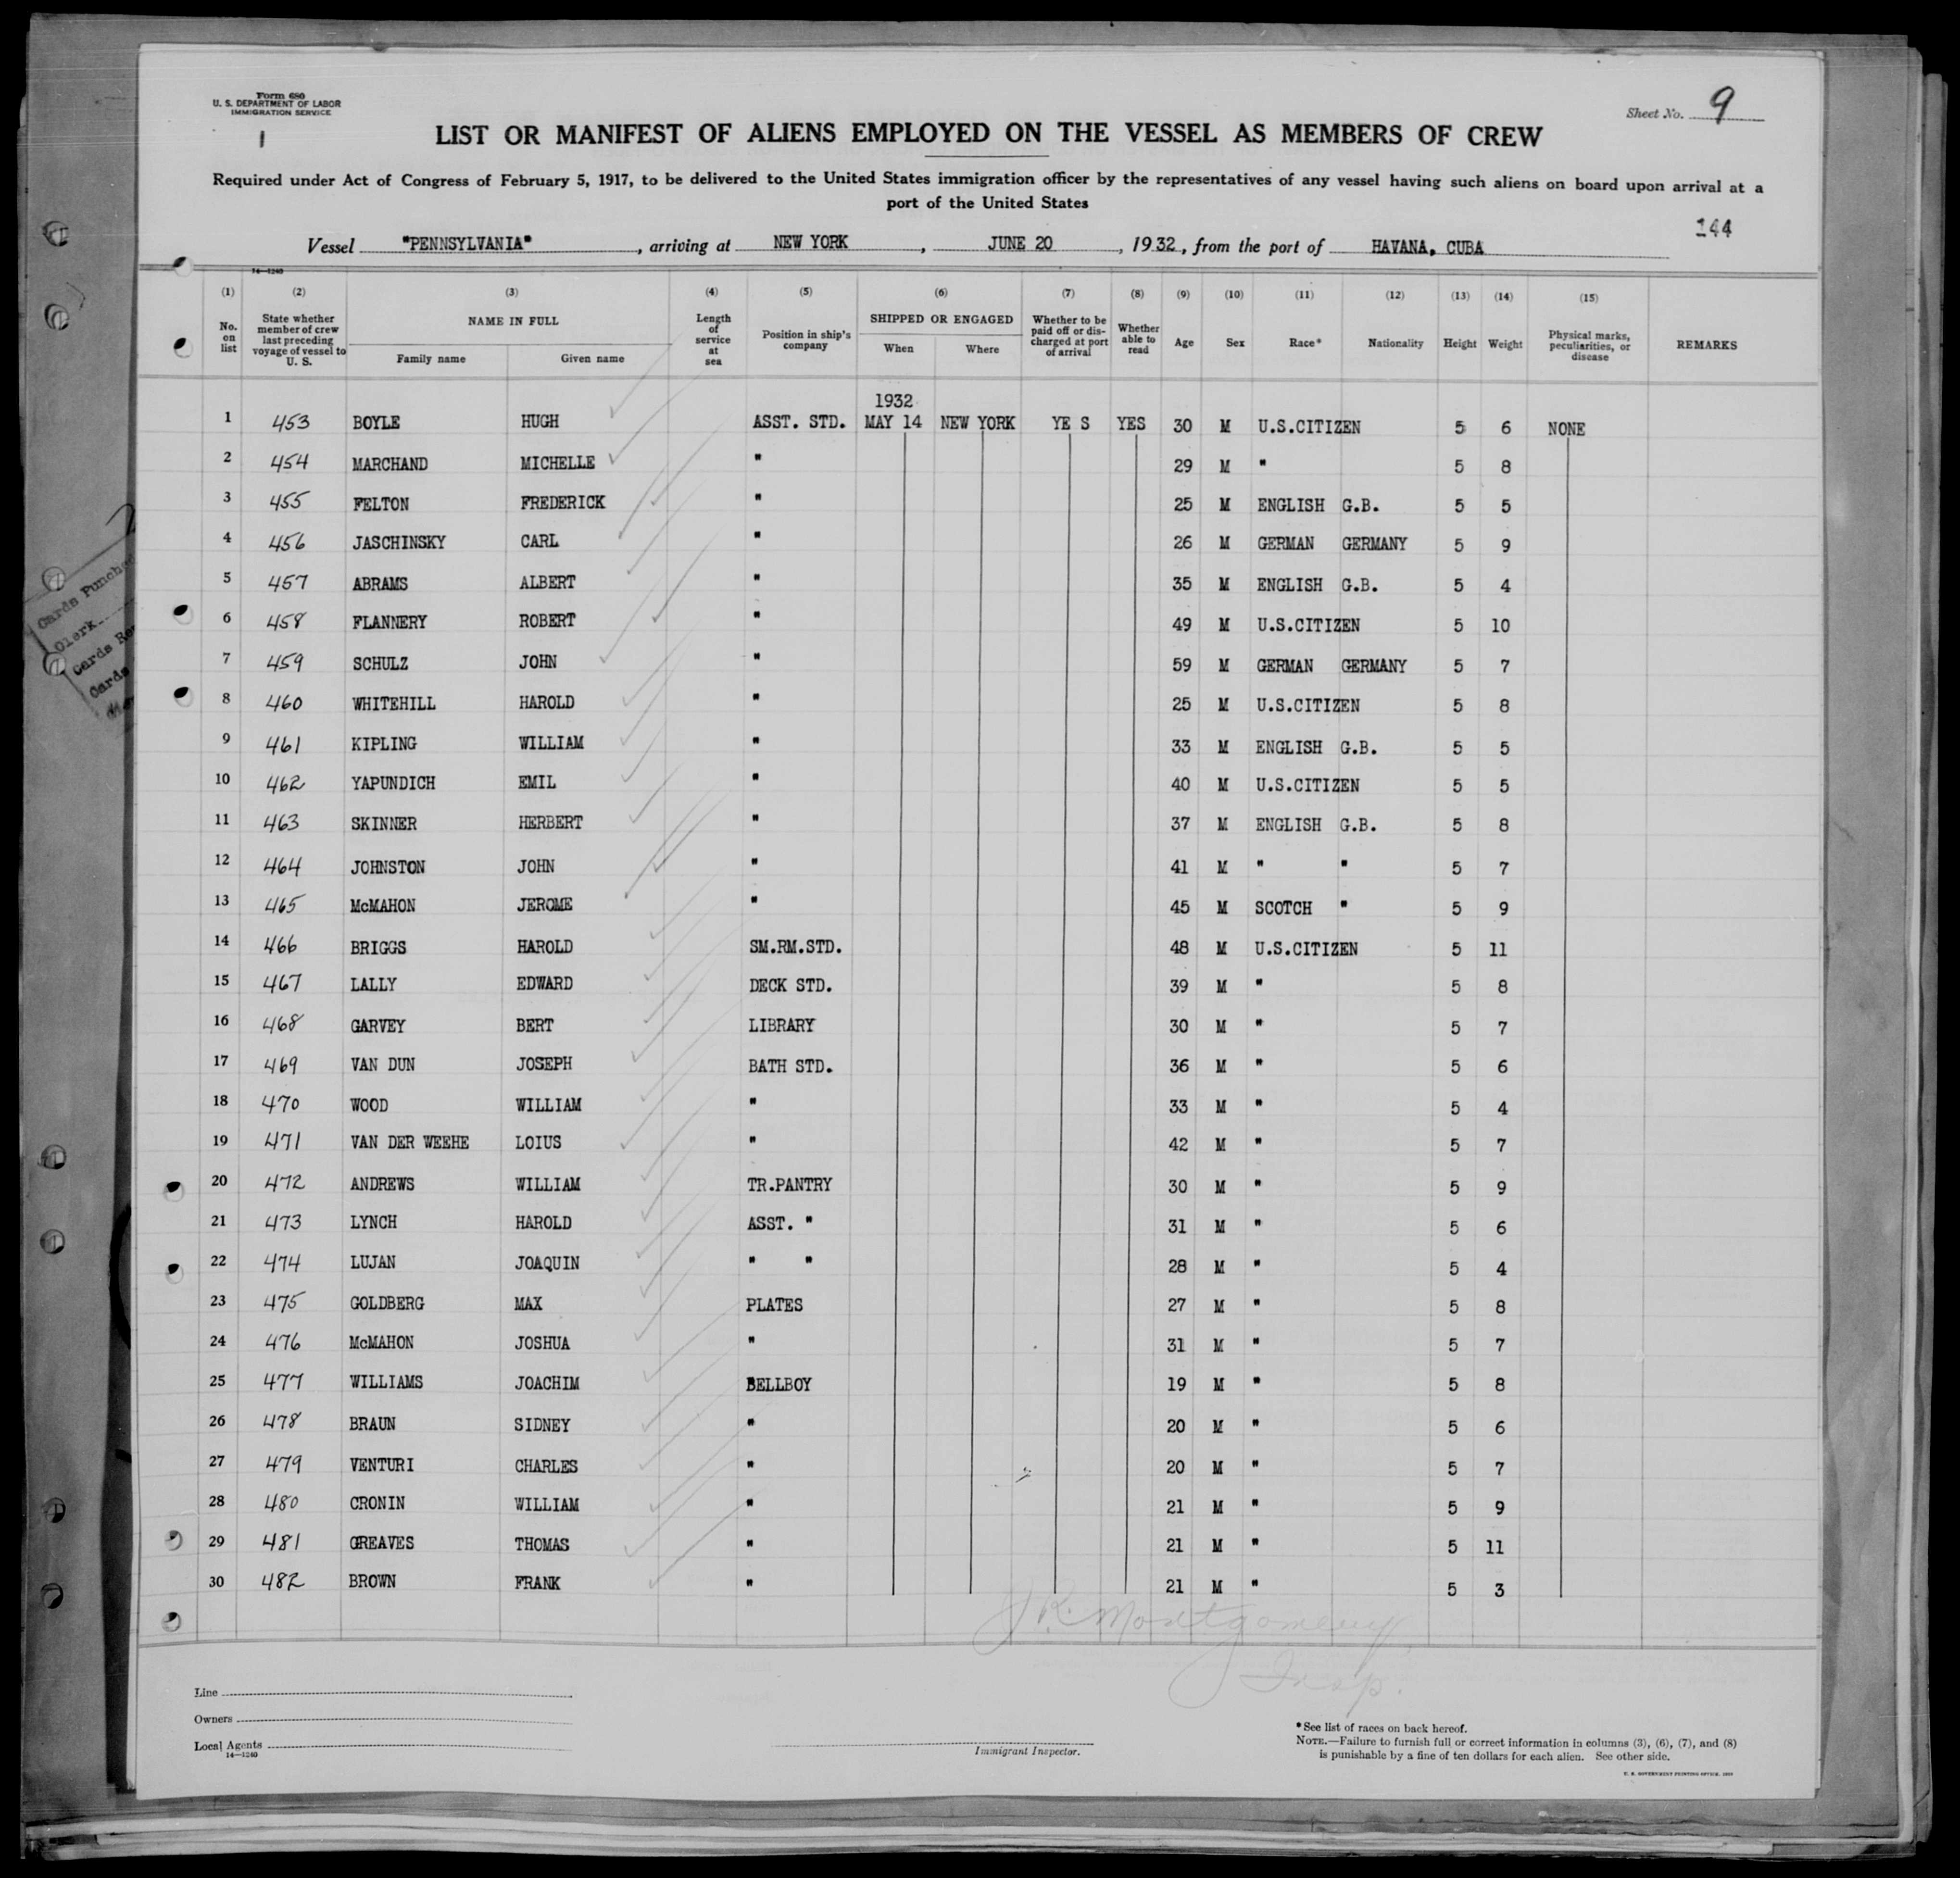 Form 680
U. S. DEPARTMENT OF LABOR
IMMIGRATION SERVICE
1
Sheet No. 9
LIST OR MANIFEST OF ALIENS EMPLOYED ON THE VESSEL AS MEMBERS OF CREW
Required under Act of Congress of February 5, 1917, to be delivered to the United States immigration officer by the representatives of any vessel having such aliens on board upon arrival at a
port of the United States
144
Vessel "PENNSYLVANIA" , arriving at NEW YORK , JUNE 20 , 1932, from the port of HAVANA, CUBA
14—1240
(1) (2) (3) (4) (5) (6) (7) (8) (9) (10) (11) (12) (13) (14) (15)
No. on list State whether member of crew last preceding voyage of vessel to U. S. NAME IN FULL Family name Given name Length of service at sea Position in ship's company SHIPPED OR ENGAGED When Where Whether to be paid off or discharged at port of arrival Whether able to read Age Sex Race* Nationality Height Weight Physical marks, peculiarities, or disease REMARKS
1932
1 453 BOYLE HUGH ASST. STD. MAY 14 NEW YORK YE S YES 30 M U.S.CITIZEN 5 6 NONE
2 454 MARCHAND MICHELLE " 29 M " 5 8
3 455 FELTON FREDERICK " 25 M ENGLISH G.B. 5 5
4 456 JASCHINSKY CARL " 26 M GERMAN GERMANY 5 9
5 457 ABRAMS ALBERT " 35 M ENGLISH G.B. 5 4
6 458 FLANNERY ROBERT " 49 M U.S.CITIZEN 5 10
7 459 SCHULZ JOHN " 59 M GERMAN GERMANY 5 7
8 460 WHITEHILL HAROLD " 25 M U.S.CITIZEN 5 8
9 461 KIPLING WILLIAM " 33 M ENGLISH G.B. 5 5
10 462 YAPUNDICH EMIL " 40 M U.S.CITIZEN 5 5
11 463 SKINNER HERBERT " 37 M ENGLISH G.B. 5 8
12 464 JOHNSTON JOHN " 41 M " " 5 7
13 465 McMAHON JEROME " 45 M SCOTCH " 5 9
14 466 BRIGGS HAROLD SM.RM.STD. 48 M U.S.CITIZEN 5 11
15 467 LALLY EDWARD DECK STD. 39 M " 5 8
16 468 GARVEY BERT LIBRARY 30 M " 5 7
17 469 VAN DUN JOSEPH BATH STD. 36 M " 5 6
18 470 WOOD WILLIAM " 33 M " 5 4
19 471 VAN DER WEEHE LOIUS " 42 M " 5 7
20 472 ANDREWS WILLIAM TR.PANTRY 30 M " 5 9
21 473 LYNCH HAROLD ASST. " 31 M " 5 6
22 474 LUJAN JOAQUIN " " 28 M " 5 4
23 475 GOLDBERG MAX PLATES 27 M " 5 8
24 476 McMAHON JOSHUA " 31 M " 5 7
25 477 WILLIAMS JOACHIM BELLBOY 19 M " 5 8
26 478 BRAUN SIDNEY " 20 M " 5 6
27 479 VENTURI CHARLES " 20 M " 5 7
28 480 CRONIN WILLIAM " 21 M " 5 9
29 481 GREAVES THOMAS " 21 M " 5 11
30 482 BROWN FRANK " 21 M " 5 3
J R. Montgomery
Insp.
Line
Owners
Local Agents
14—1240
Immigrant Inspector.
*See list of races on back hereof.
NOTE.—Failure to furnish full or correct information in columns (3), (6), (7), and (8)
is punishable by a fine of ten dollars for each alien. See other side.
Cards Punched
Clerk
Cards
Cards